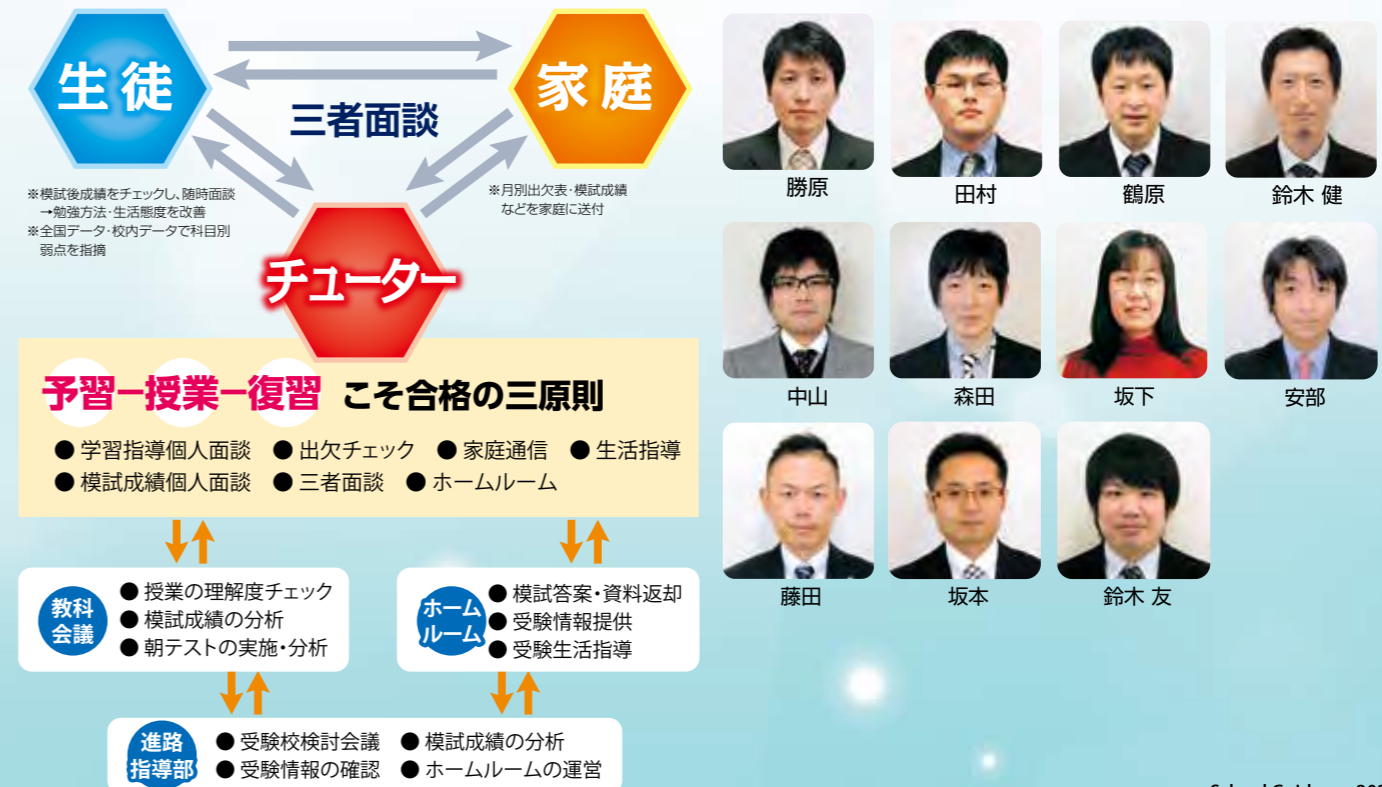 生徒
家庭
三者面談
※模試後成績をチェックし、随時面談
→勉強方法・生活態度を改善
※全国データ・校内データで科目別
弱点を指摘
※月別出欠表・模試成績
などを家庭に送付
チューター
予習ー授業ー復習 こそ合格の三原則
● 学習指導個人面談 ● 出欠チェック ● 家庭通信 ● 生活指導
● 模試成績個人面談 ● 三者面談 ● ホームルーム
教科
会議
● 授業の理解度チェック
● 模試成績の分析
● 朝テストの実施・分析
ホーム
ルーム
● 模試答案・資料返却
● 受験情報提供
● 受験生活指導
進路
指導部
● 受験校検討会議 ● 模試成績の分析
● 受験情報の確認 ● ホームルームの運営
勝原
田村
鶴原
鈴木 健
中山
森田
坂下
安部
藤田
坂本
鈴木 友